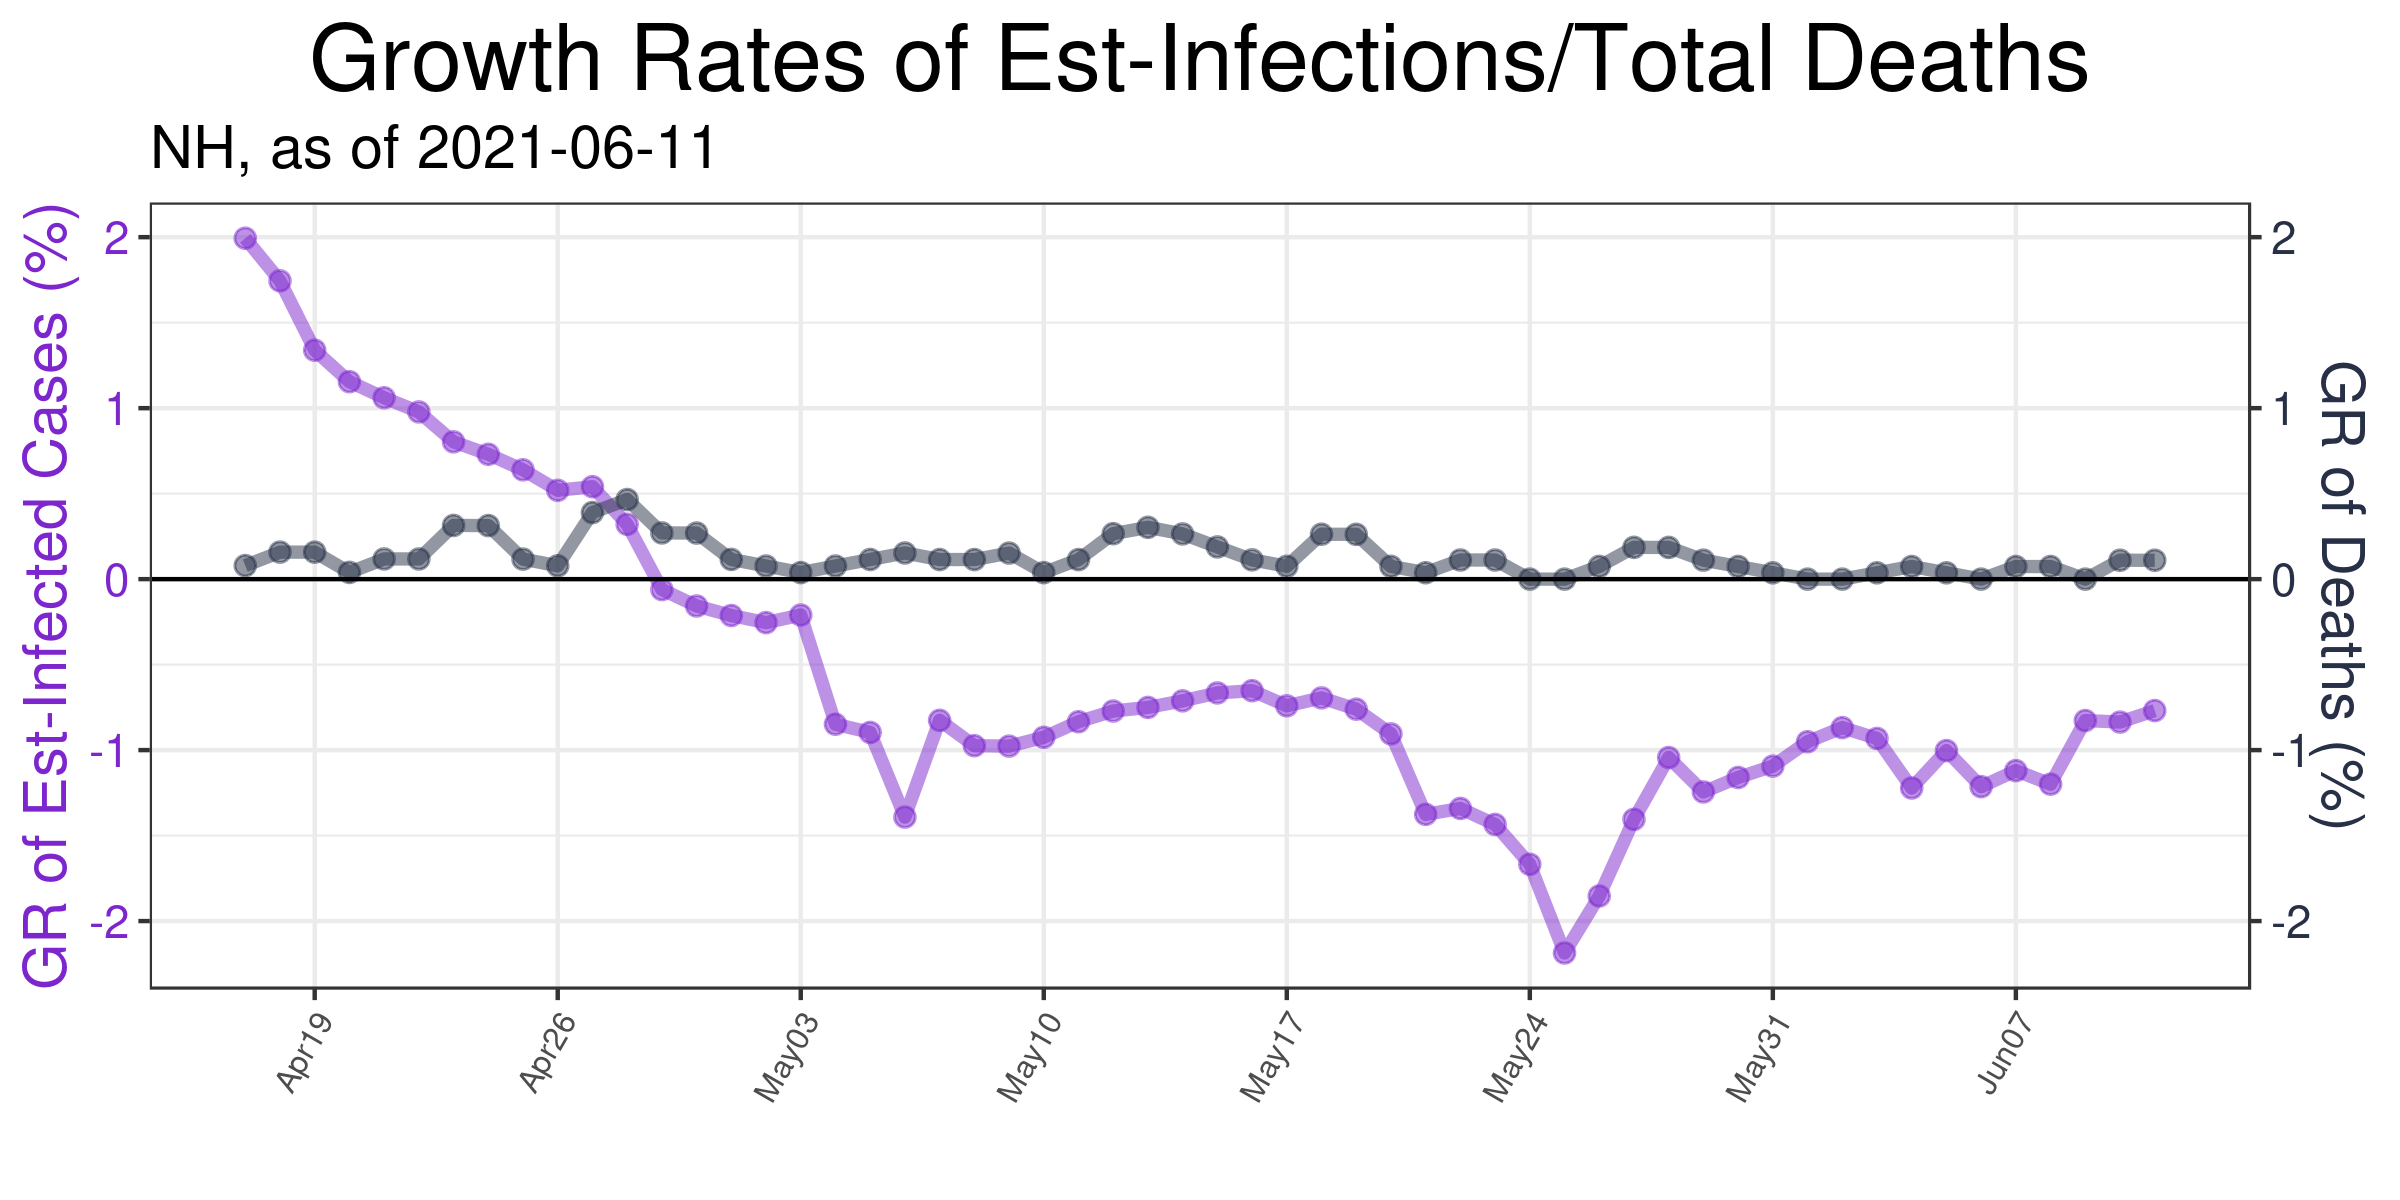 Growth Rates of Est-Infections/Total Deaths
NH, as of 2021-06-11
GR of Est-Infected Cases (%)
2
1
0
-1
-2
2
1
0
-1
-2
GR of Deaths (%)
Apr19
Apr26
May03
May10
May17
May24
May31
Jun07